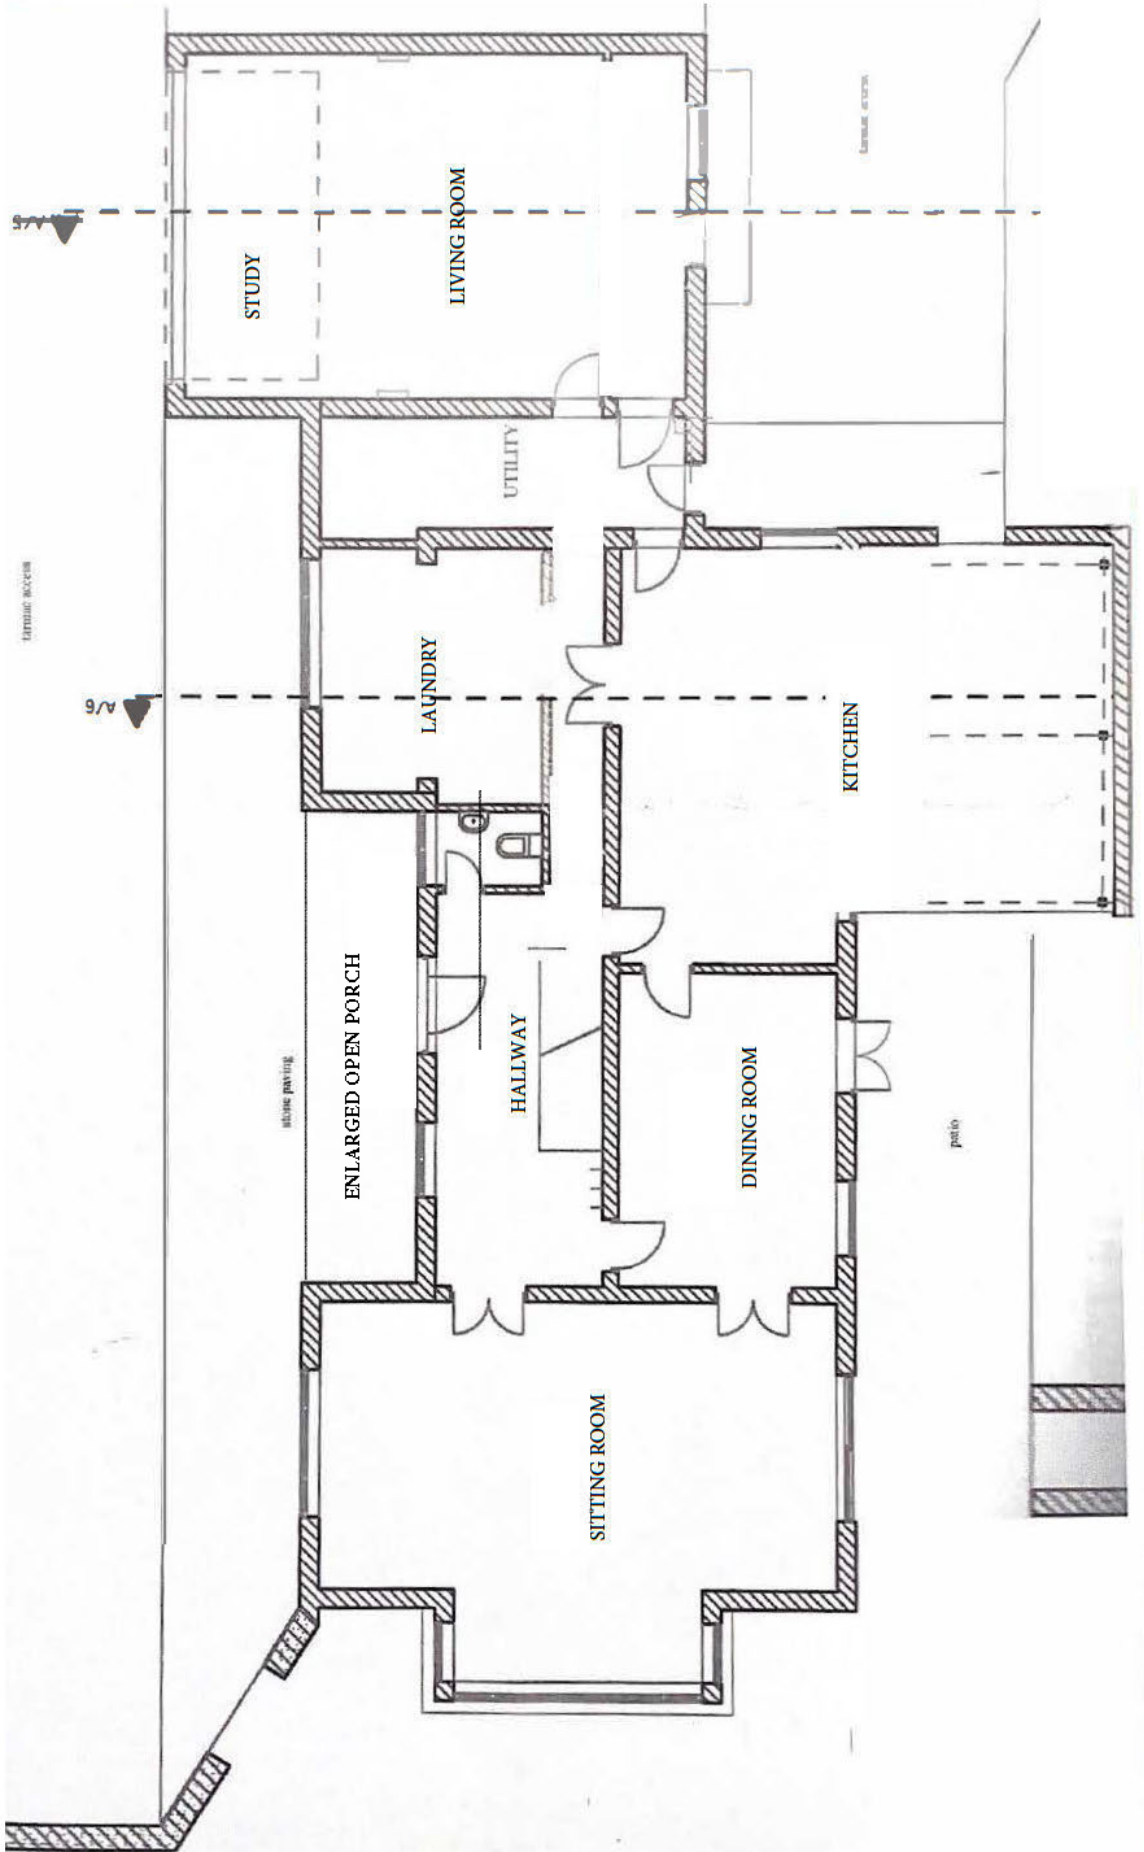 A/5
STUDY
LIVING ROOM
UTILITY
tarmac access
A/6
LAUNDRY
KITCHEN
ENLARGED OPEN PORCH
stone paving
HALLWAY
DINING ROOM
patio
SITTING ROOM